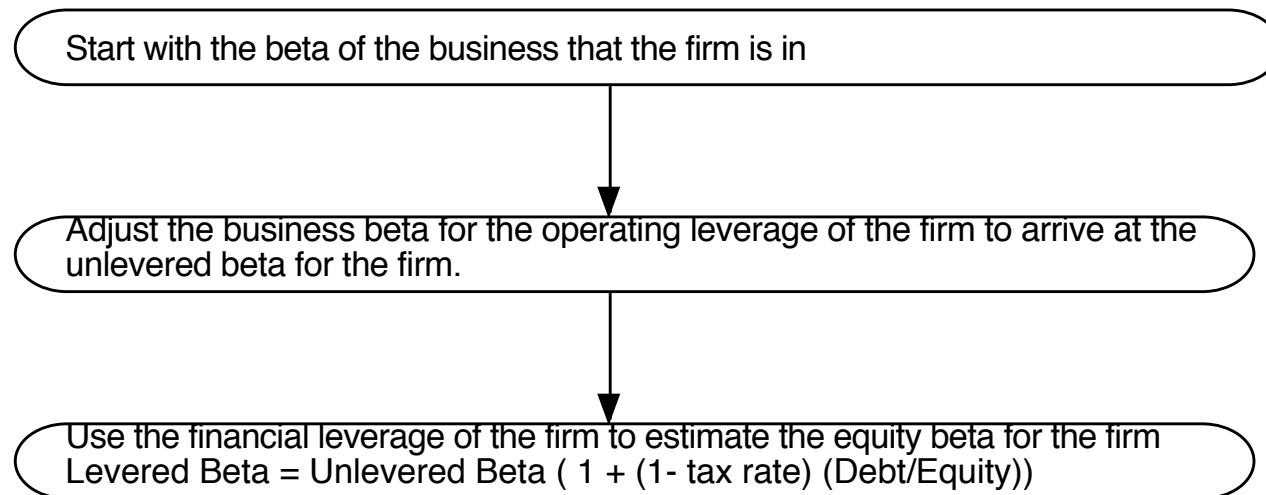 Start with the beta of the business that the firm is in
Adjust the business beta for the operating leverage of the firm to arrive at the
unlevered beta for the firm.
Use the financial leverage of the firm to estimate the equity beta for the firm
Levered Beta = Unlevered Beta ( 1 + (1- tax rate) (Debt/Equity))